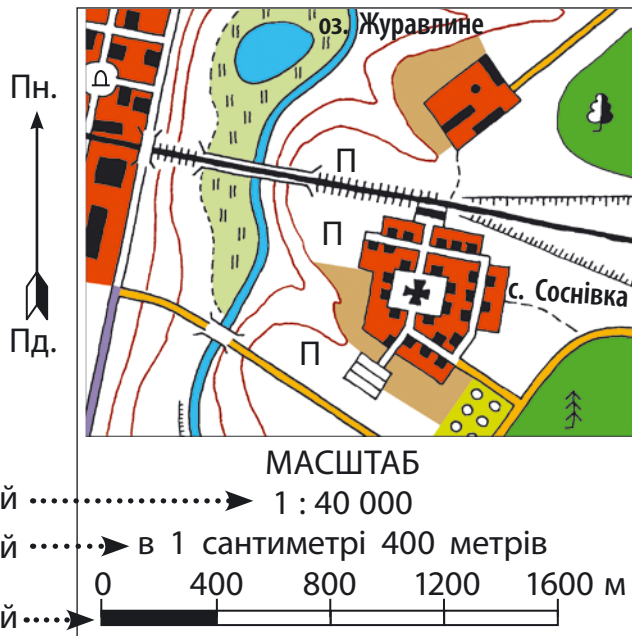 оз. Журавлине
Пн.
П
П
с. Соснівка
Пд.
П
МАСШТАБ
й 1 : 40 000
й в 1 сантиметрі 400 метрів
0 400 800 1200 1600 м
й